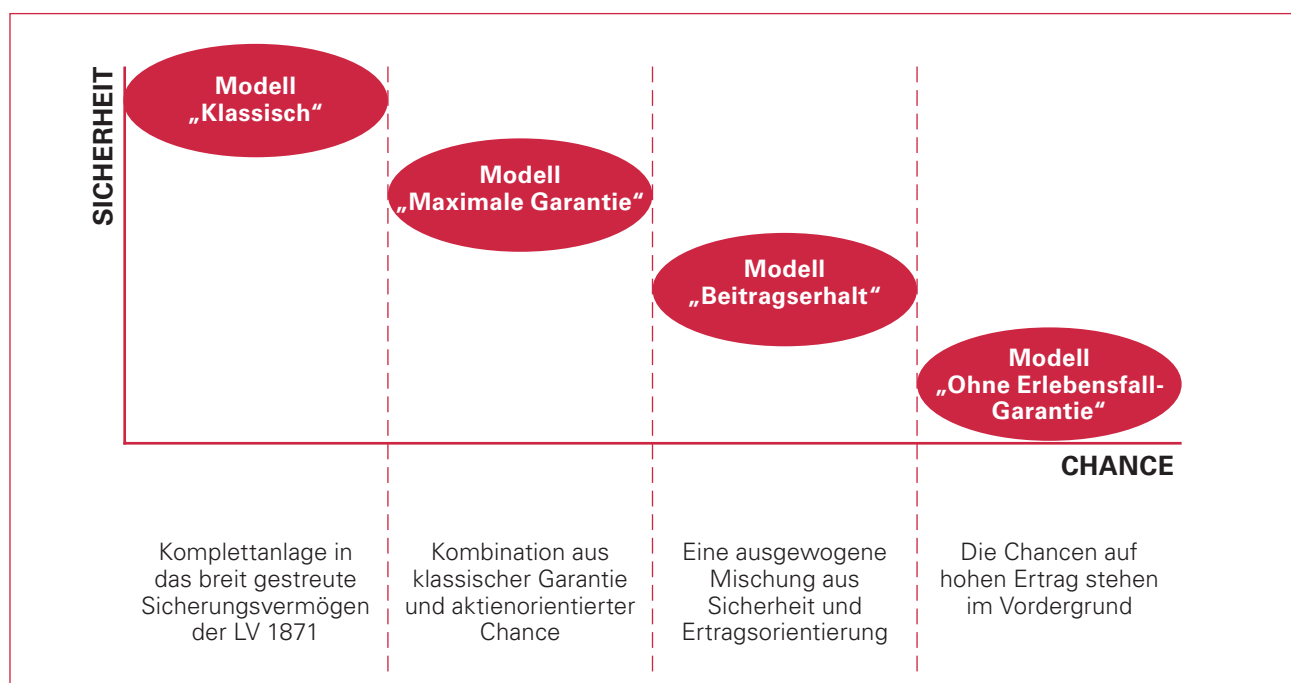 SICHERHEIT
Modell
„Klassisch“
Modell
„Maximale Garantie“
Modell
„Beitragserhalt“
Modell
„Ohne Erlebensfall-
Garantie“
CHANCE
Komplettanlage in
das breit gestreute
Sicherungsvermögen
der LV 1871
Kombination aus
klassischer Garantie
und aktienorientierter
Chance
Eine ausgewogene
Mischung aus
Sicherheit und
Ertragsorientierung
Die Chancen auf
hohen Ertrag stehen
im Vordergrund